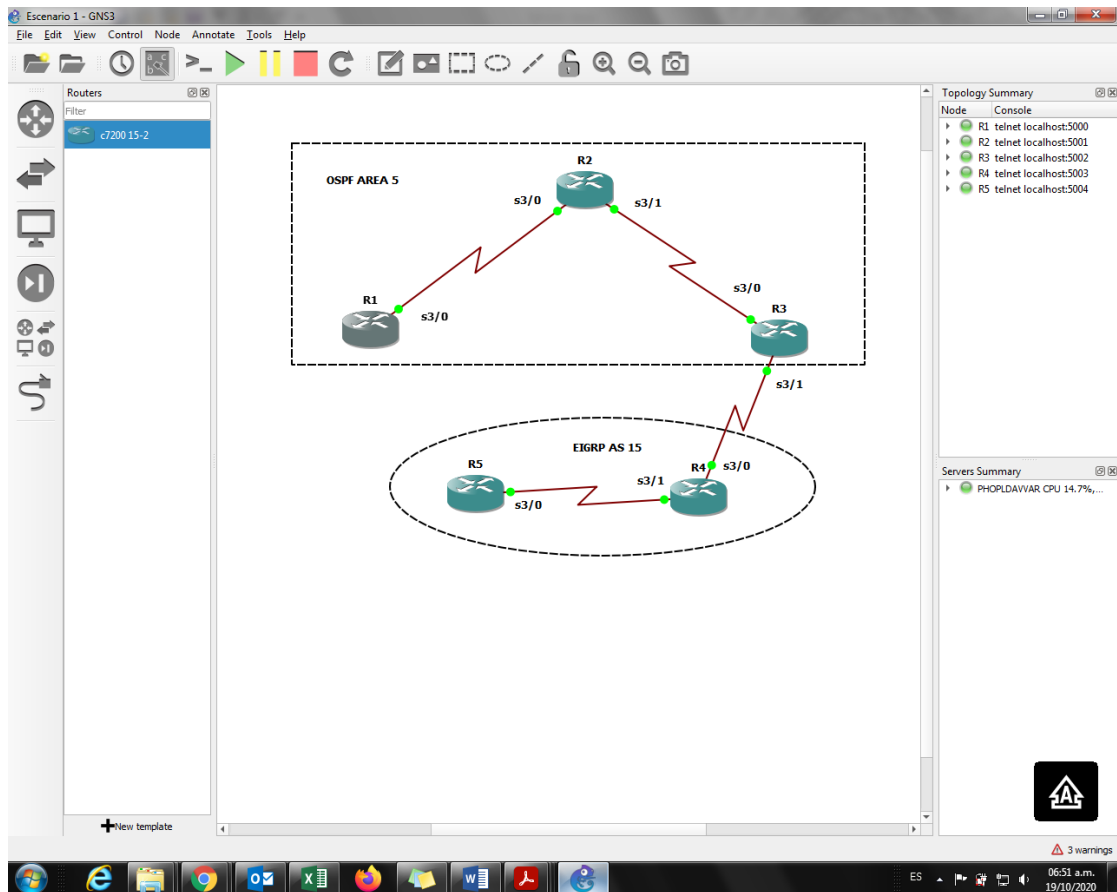 Escenario 1 - GNS3
File Edit View Control Node Annotate Tools Help
Routers
Filter
c7200 15-2
New template
OSPF AREA 5
R2
s3/0
s3/1
R1
s3/0
s3/0
R3
s3/1
EIGRP AS 15
R5
s3/0
s3/1
R4
s3/0
Topology Summary
Node Console
R1 telnet localhost:5000
R2 telnet localhost:5001
R3 telnet localhost:5002
R4 telnet localhost:5003
R5 telnet localhost:5004
Servers Summary
PHOPLDAVVAR CPU 14.7%,...
3 warnings
ES
06:51 a.m.
19/10/2020